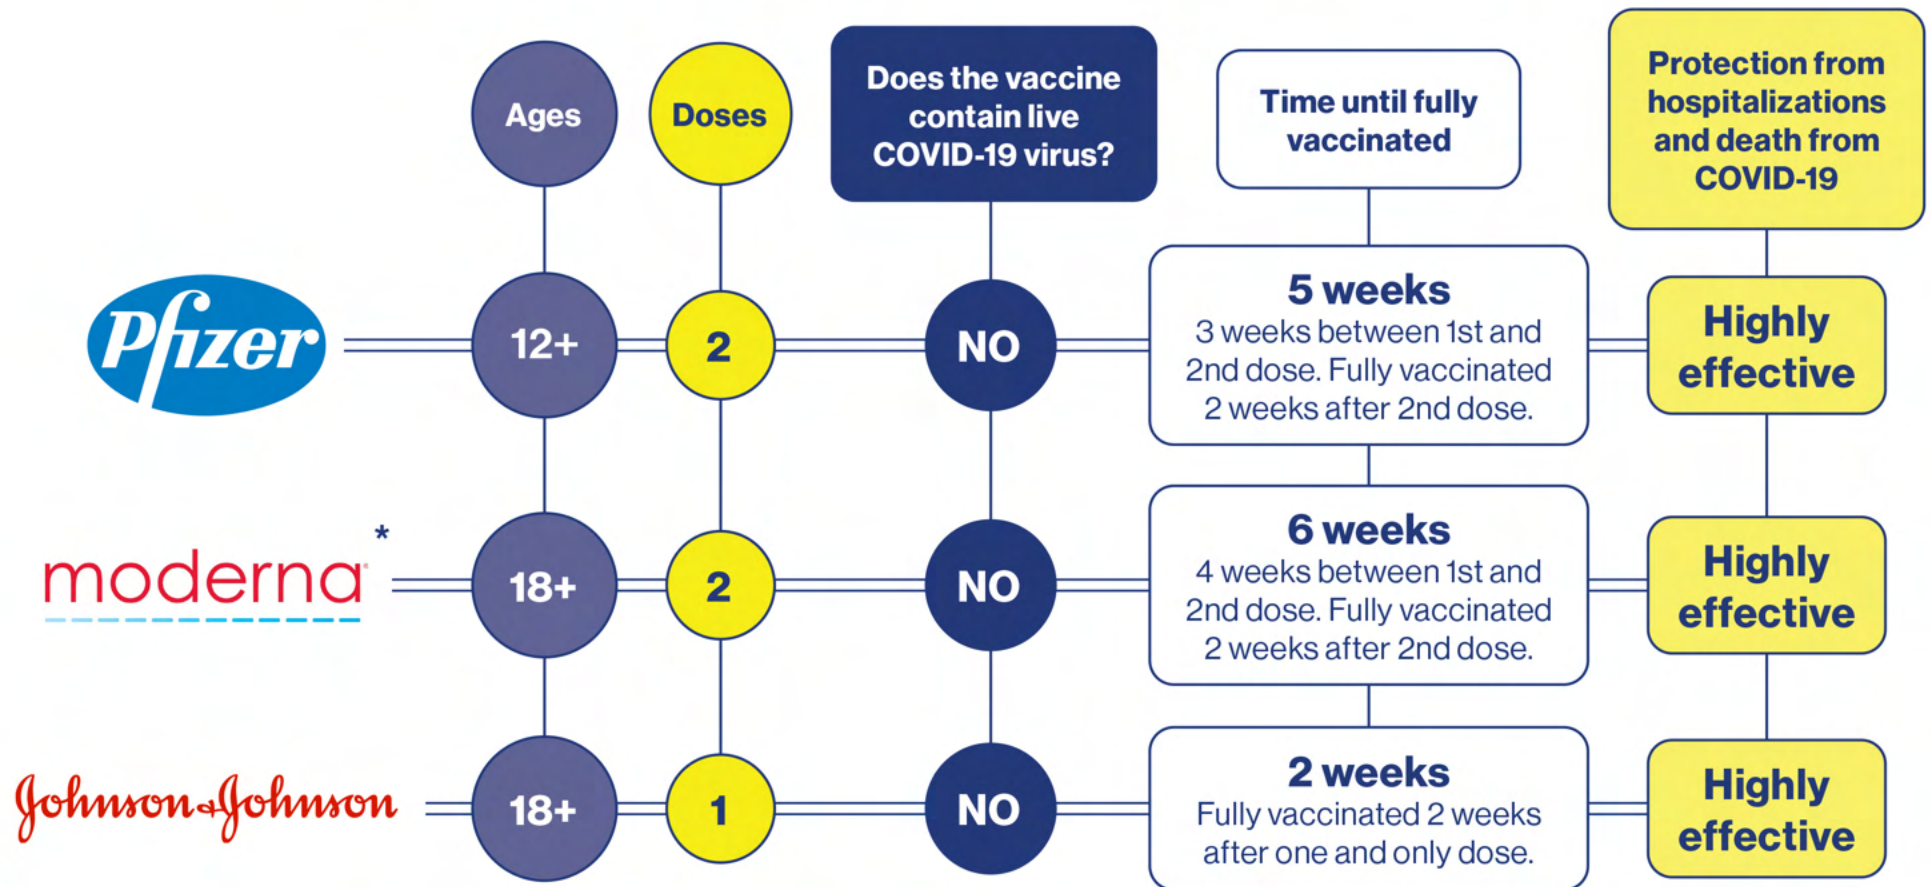 Ages
Doses
Does the vaccine
contain live
COVID-19 virus?
Time until fully
vaccinated
Protection from
hospitalizations
and death from
COVID-19
Pfizer
12+
2
NO
5 weeks
3 weeks between 1st and
2nd dose. Fully vaccinated
2 weeks after 2nd dose.
Highly
effective
moderna*
18+
2
NO
6 weeks
4 weeks between 1st and
2nd dose. Fully vaccinated
2 weeks after 2nd dose.
Highly
effective
Johnson & Johnson
18+
1
NO
2 weeks
Fully vaccinated 2 weeks
after one and only dose.
Highly
effective